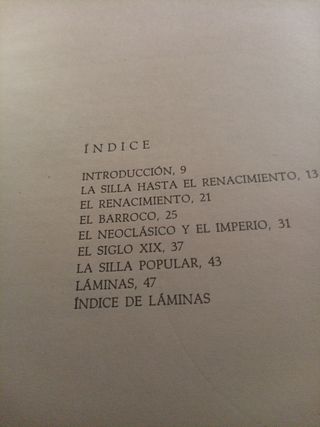 ÍNDICE
INTRODUCCIÓN, 9
LA SILLA HASTA EL RENACIMIENTO, 13
EL RENACIMIENTO, 21
EL BARROCO, 25
EL NEOCLÁSICO Y EL IMPERIO, 31
EL SIGLO XIX, 37
LA SILLA POPULAR, 43
LÁMINAS, 47
ÍNDICE DE LÁMINAS